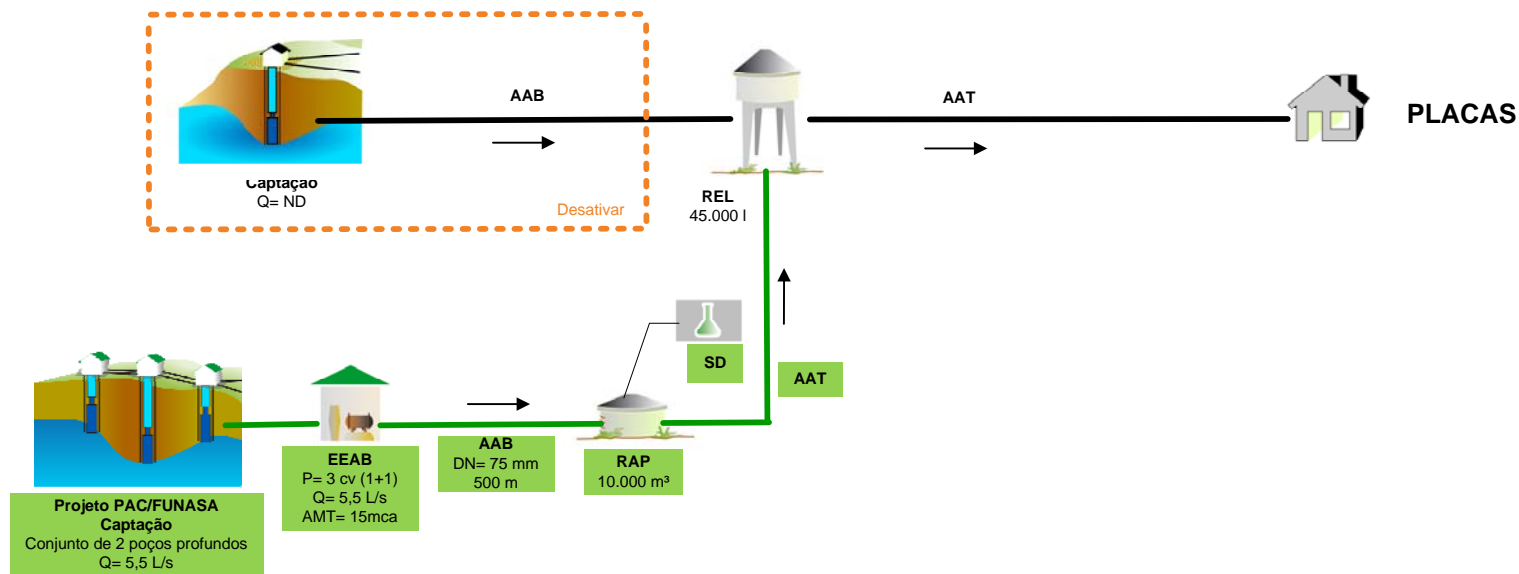 AAB
AAT
PLACAS
Captação
Q= ND
Desativar
REL
45.000 l
SD
AAT
Projeto PAC/FUNASA
Captação
Conjunto de 2 poços profundos
Q= 5,5 L/s
EEAB
P= 3 cv (1+1)
Q= 5,5 L/s
AMT= 15mca
AAB
DN= 75 mm
500 m
RAP
10.000 m³